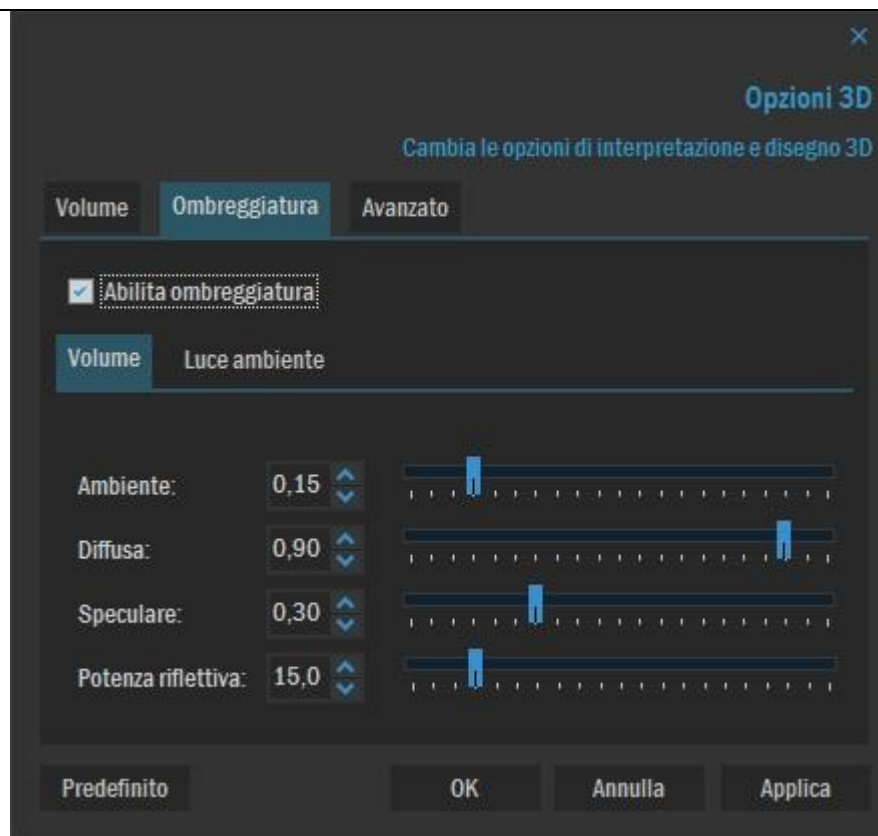 Opzioni 3D
Cambia le opzioni di interpretazione e disegno 3D
Volume Ombreggiatura Avanzato
Abilita ombreggiatura
Volume Luce ambiente
Ambiente: 0,15
Diffusa: 0,90
Speculare: 0,30
Potenza riflettiva: 15,0
Predefinito OK Annulla Applica